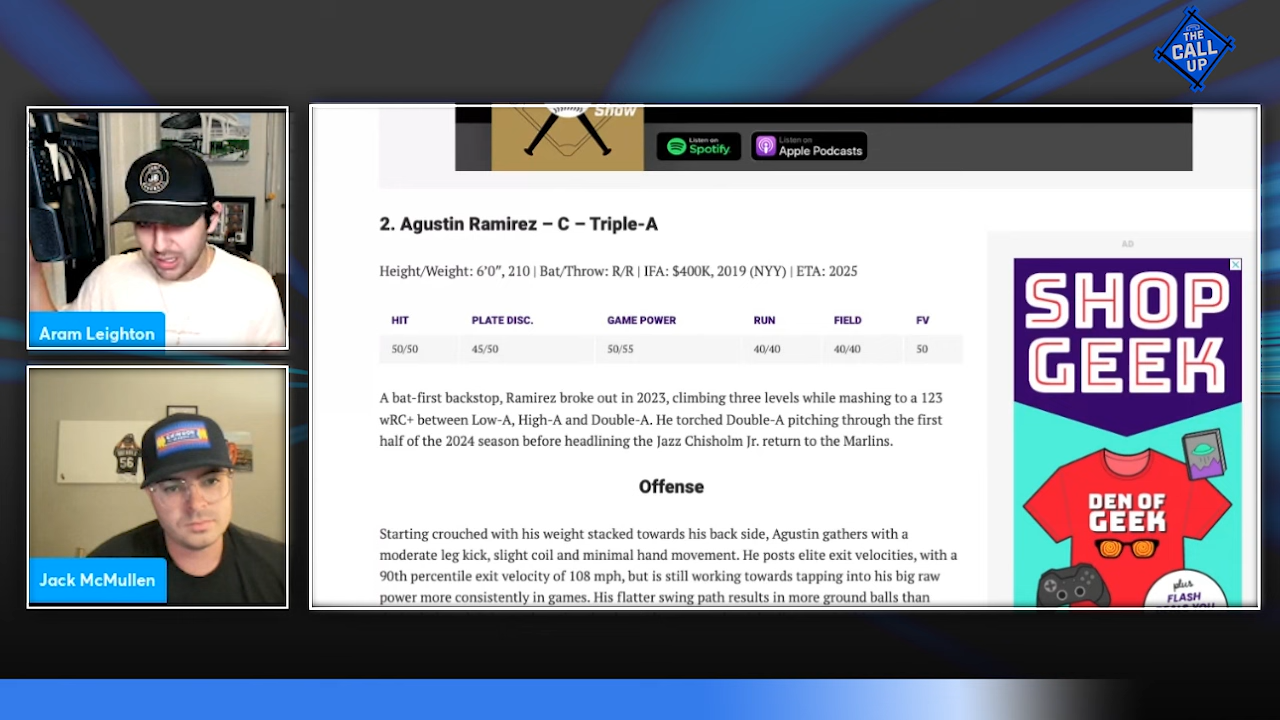 THE
CALL
UP
Show
Listen on
Spotify
Listen on
Apple Podcasts
2. Agustin Ramirez – C – Triple-A
Height/Weight: 6’0″, 210 | Bat/Throw: R/R | IFA: $400K, 2019 (NYY) | ETA: 2025
HIT PLATE DISC. GAME POWER RUN FIELD FV
50/50 45/50 50/55 40/40 40/40 50
A bat-first backstop, Ramirez broke out in 2023, climbing three levels while mashing to a 123
wRC+ between Low-A, High-A and Double-A. He torched Double-A pitching through the first
half of the 2024 season before headlining the Jazz Chisholm Jr. return to the Marlins.
Offense
Starting crouched with his weight stacked towards his back side, Agustin gathers with a
moderate leg kick, slight coil and minimal hand movement. He posts elite exit velocities, with a
90th percentile exit velocity of 108 mph, but is still working towards tapping into his big raw
power more consistently in games. His flatter swing path results in more ground balls than
AD
SHOP
GEEK
DEN OF
GEEK
plus
FLASH
Aram Leighton
56
Jack McMullen